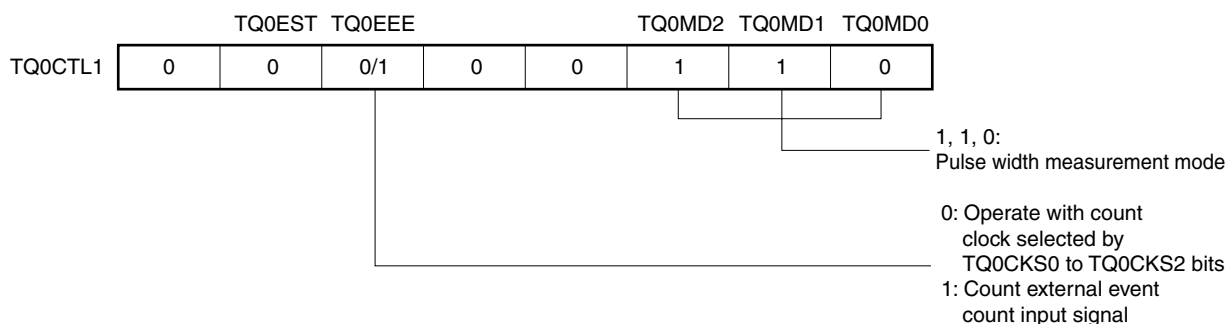 TQ0EST TQ0EEE TQ0MD2 TQ0MD1 TQ0MD0
TQ0CTL1 0 0 0/1 0 0 1 1 0
1, 1, 0:
Pulse width measurement mode
0: Operate with count
clock selected by
TQ0CKS0 to TQ0CKS2 bits
1: Count external event
count input signal